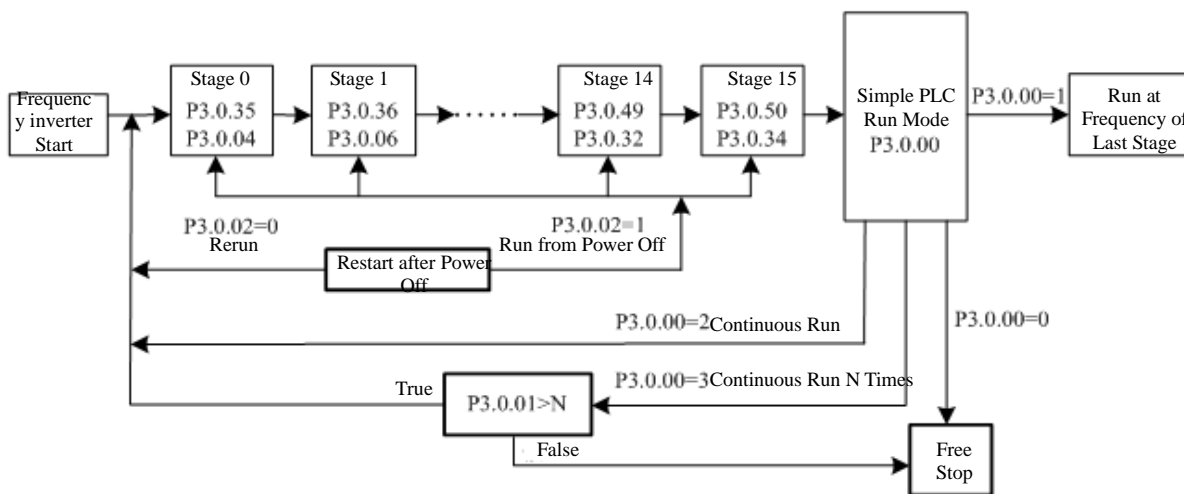 Frequenc
y inverter
Start
Stage 0
P3.0.35
P3.0.04
Stage 1
P3.0.36
P3.0.06
Stage 14
P3.0.49
P3.0.32
Stage 15
P3.0.50
P3.0.34
Simple PLC
Run Mode
P3.0.00
P3.0.00=1
Run at
Frequency of
Last Stage
P3.0.02=0
Rerun
P3.0.02=1
Run from Power Off
Restart after Power
Off
P3.0.00=2Continuous Run
P3.0.00=0
P3.0.00=3Continuous Run N Times
True
P3.0.01>N
False
Free
Stop